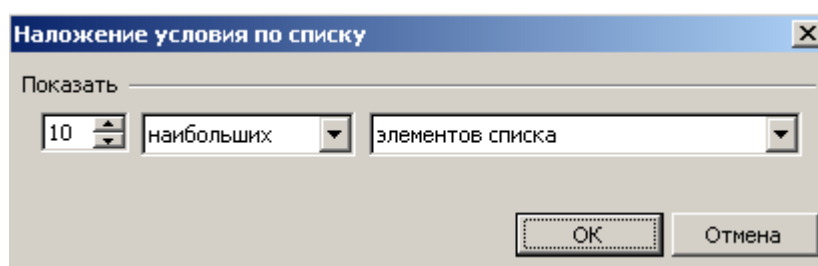 Наложение условия по списку
Показать
10 наибольших элементов списка
ОК Отмена